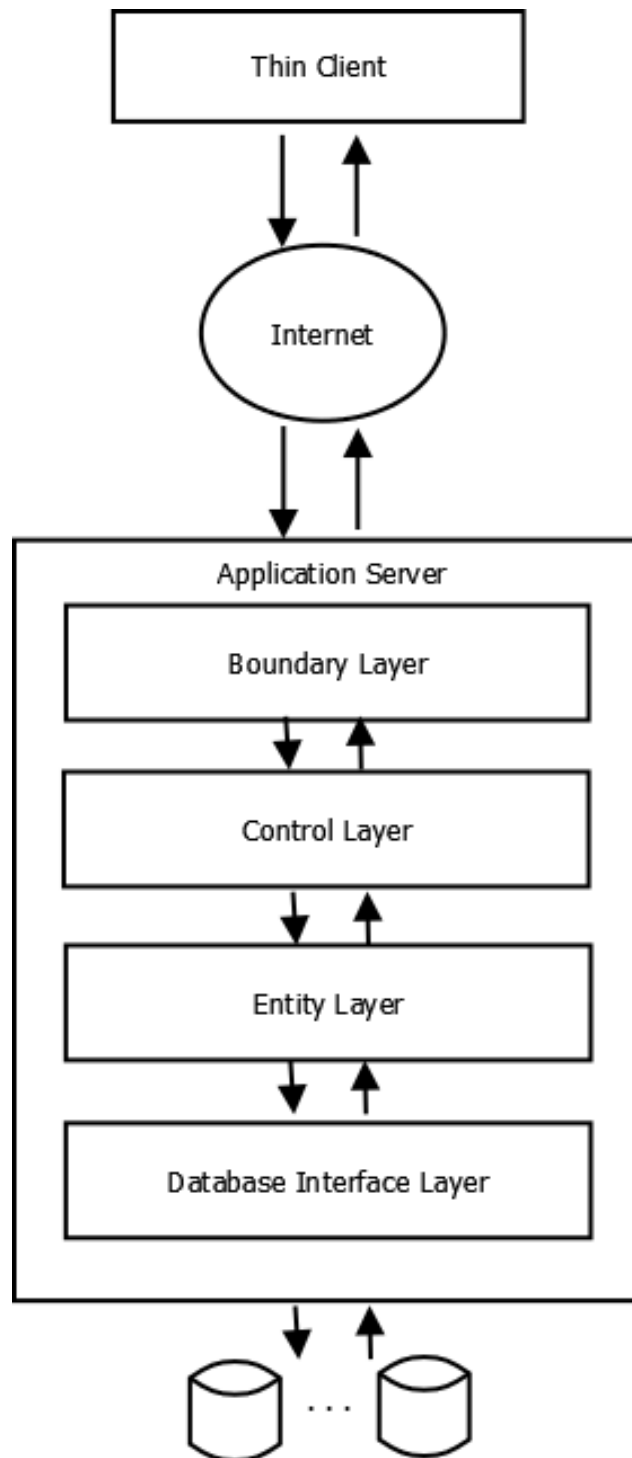 Thin Client
Internet
Application Server
Boundary Layer
Control Layer
Entity Layer
Database Interface Layer
...